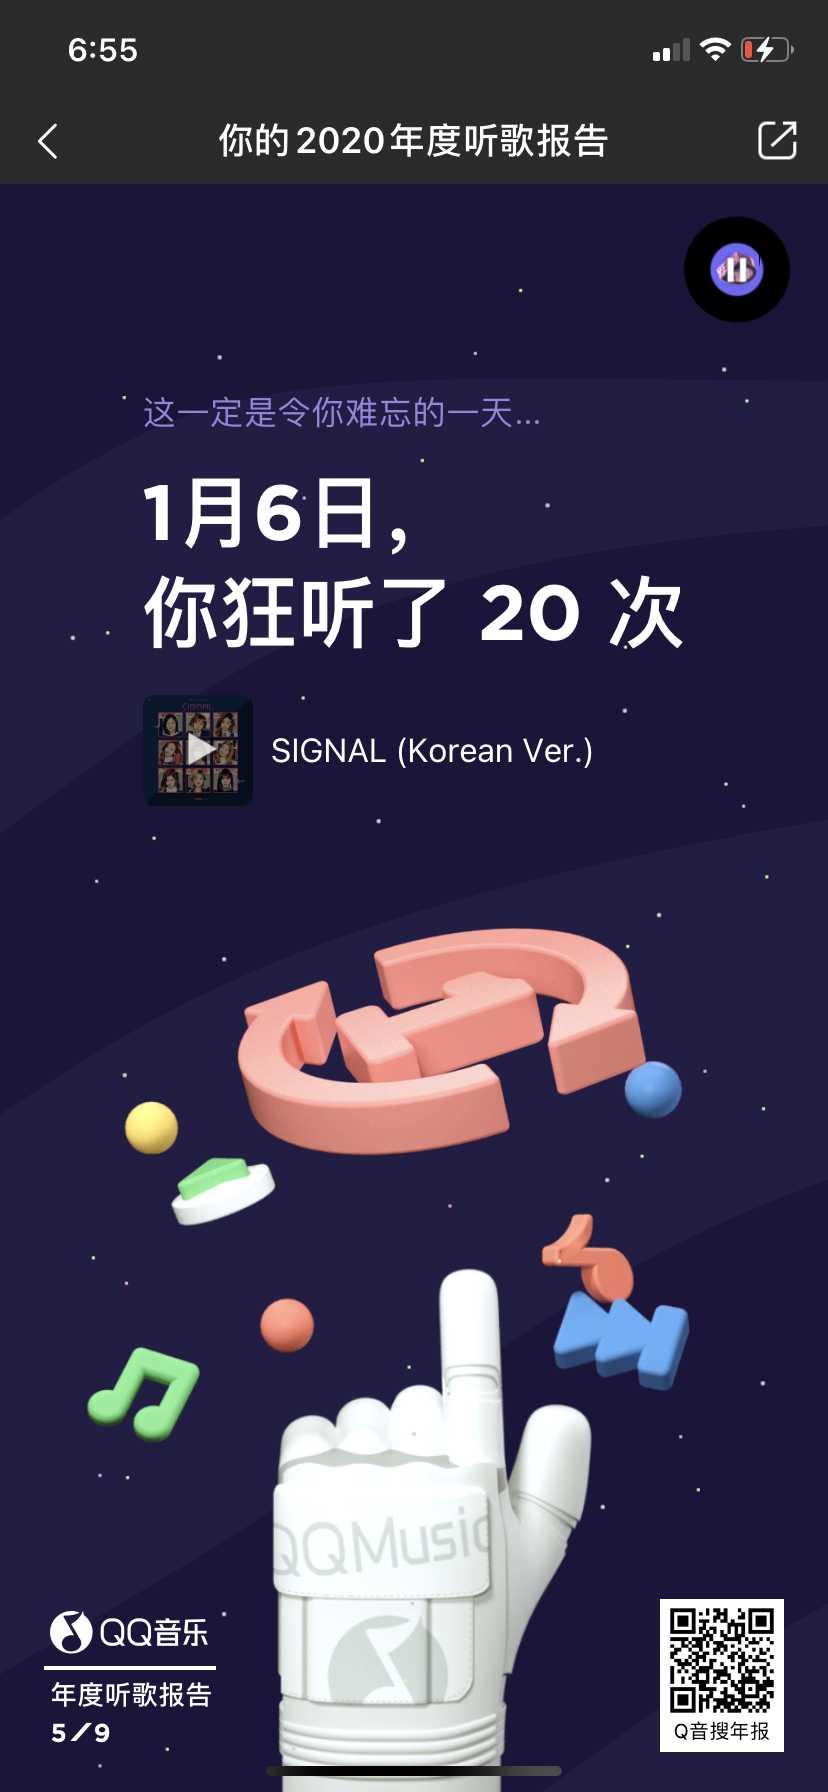 6:55
你的2020年度听歌报告
这一定是令你难忘的一天...
1月6日，
你狂听了 20 次
SIGNAL
SIGNAL (Korean Ver.)
QQMusic
QQ音乐
年度听歌报告
5/9
Q音搜年报